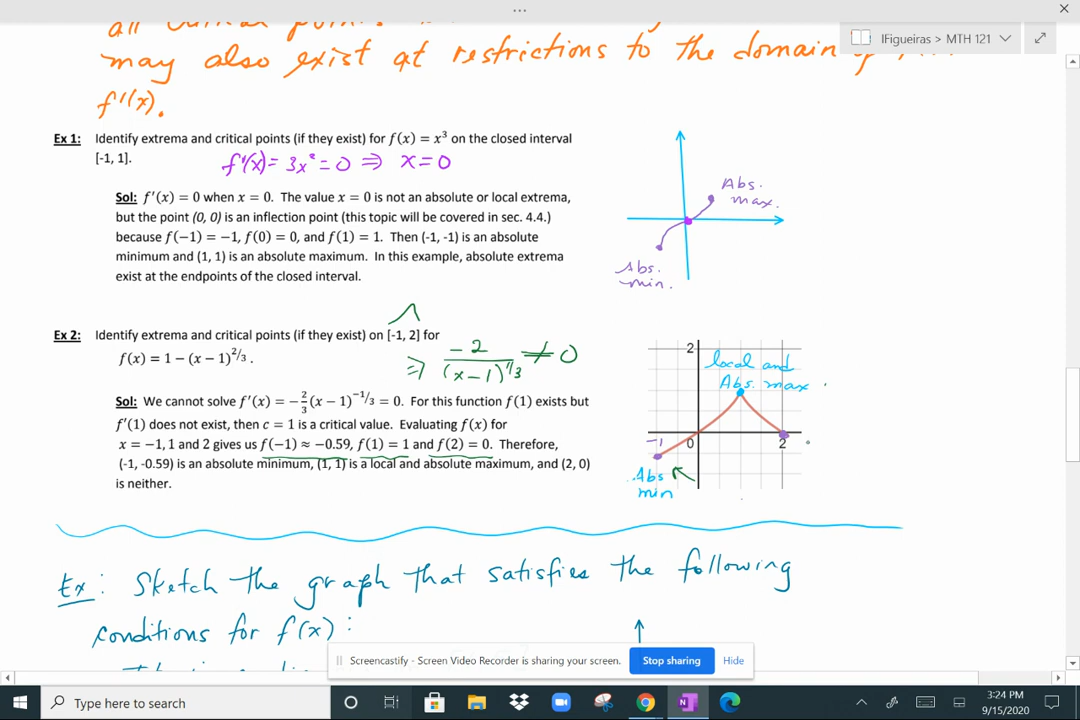 IFigueiras > MTH 121
all critical points
may also exist at restrictions to the domain of
f'(x).
Ex 1: Identify extrema and critical points (if they exist) for f(x) = x³ on the closed interval
[-1, 1].
f'(x) = 3x² = 0 ⇒ x = 0
Sol: f′(x) = 0 when x = 0. The value x = 0 is not an absolute or local extrema,
but the point (0, 0) is an inflection point (this topic will be covered in sec. 4.4.)
because f(−1) = −1, f(0) = 0, and f(1) = 1. Then (-1, -1) is an absolute
minimum and (1, 1) is an absolute maximum. In this example, absolute extrema
exist at the endpoints of the closed interval.
Abs.
max.
Abs.
min.
Ex 2: Identify extrema and critical points (if they exist) on [-1, 2] for
f(x) = 1 − (x − 1)^2/3.
⇒ -2/(x-1)^1/3 ≠ 0
Sol: We cannot solve f′(x) = −2/3(x − 1)^−1/3 = 0. For this function f(1) exists but
f′(1) does not exist, then c = 1 is a critical value. Evaluating f(x) for
x = −1, 1 and 2 gives us f(−1) ≈ −0.59, f(1) = 1 and f(2) = 0. Therefore,
(-1, -0.59) is an absolute minimum, (1, 1) is a local and absolute maximum, and (2, 0)
is neither.
2
local and
Abs. max
-1 0 2
Abs
min
Ex: Sketch the graph that satisfies the following
conditions for f(x):
Screencastify - Screen Video Recorder is sharing your screen. Stop sharing Hide
Type here to search
3:24 PM
9/15/2020